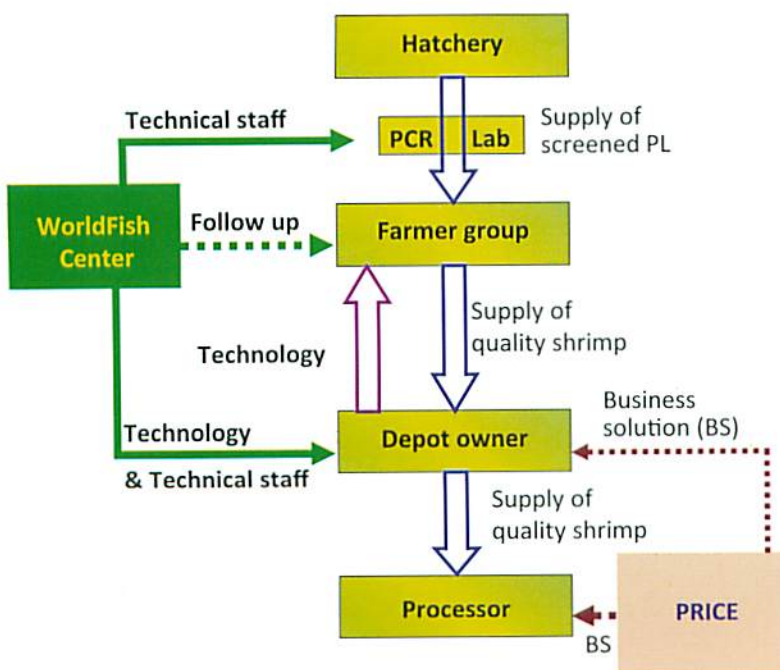 Hatchery
Technical staff
PCR Lab
Supply of
screened PL
WorldFish
Center
Follow up
Farmer group
Technology
Supply of
quality shrimp
Business
solution (BS)
Technology
& Technical staff
Depot owner
Supply of
quality shrimp
Processor
BS
PRICE